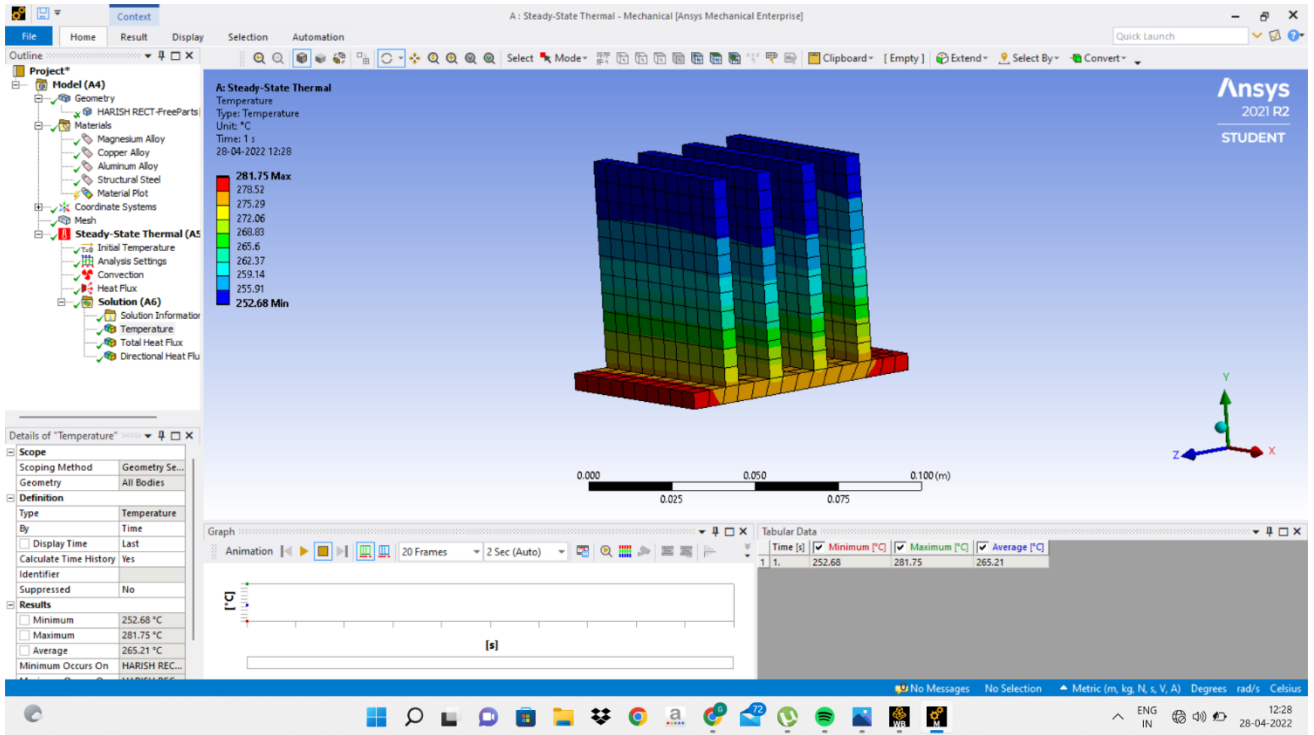 Context
A : Steady-State Thermal - Mechanical [Ansys Mechanical Enterprise]
File Home Result Display Selection Automation
Quick Launch
Outline
Select Mode Clipboard [ Empty ] Extend Select By Convert
Project*
Model (A4)
Geometry
HARISH RECT-FreeParts
Materials
Magnesium Alloy
Copper Alloy
Aluminum Alloy
Structural Steel
Material Plot
Coordinate Systems
Mesh
Steady-State Thermal (A5
Initial Temperature
Analysis Settings
Convection
Heat Flux
Solution (A6)
Solution Information
Temperature
Total Heat Flux
Directional Heat Flu
A: Steady-State Thermal
Temperature
Type: Temperature
Unit: °C
Time: 1 s
28-04-2022 12:28
281.75 Max
278.52
275.29
272.06
268.83
265.6
262.37
259.14
255.91
252.68 Min
Ansys
2021 R2
STUDENT
Y
Z
X
0.000 0.050 0.100 (m)
0.025 0.075
Details of "Temperature"
Scope
Scoping Method Geometry Se...
Geometry All Bodies
Definition
Type Temperature
By Time
Display Time Last
Calculate Time History Yes
Identifier
Suppressed No
Results
Minimum 252.68 °C
Maximum 281.75 °C
Average 265.21 °C
Minimum Occurs On HARISH REC...
Graph
Animation 20 Frames 2 Sec (Auto)
[°C]
[s]
Tabular Data
Time [s] Minimum [°C] Maximum [°C] Average [°C]
1 1. 252.68 281.75 265.21
No Messages No Selection Metric (m, kg, N, s, V, A) Degrees rad/s Celsius
72
WB
M
ENG
IN
12:28
28-04-2022